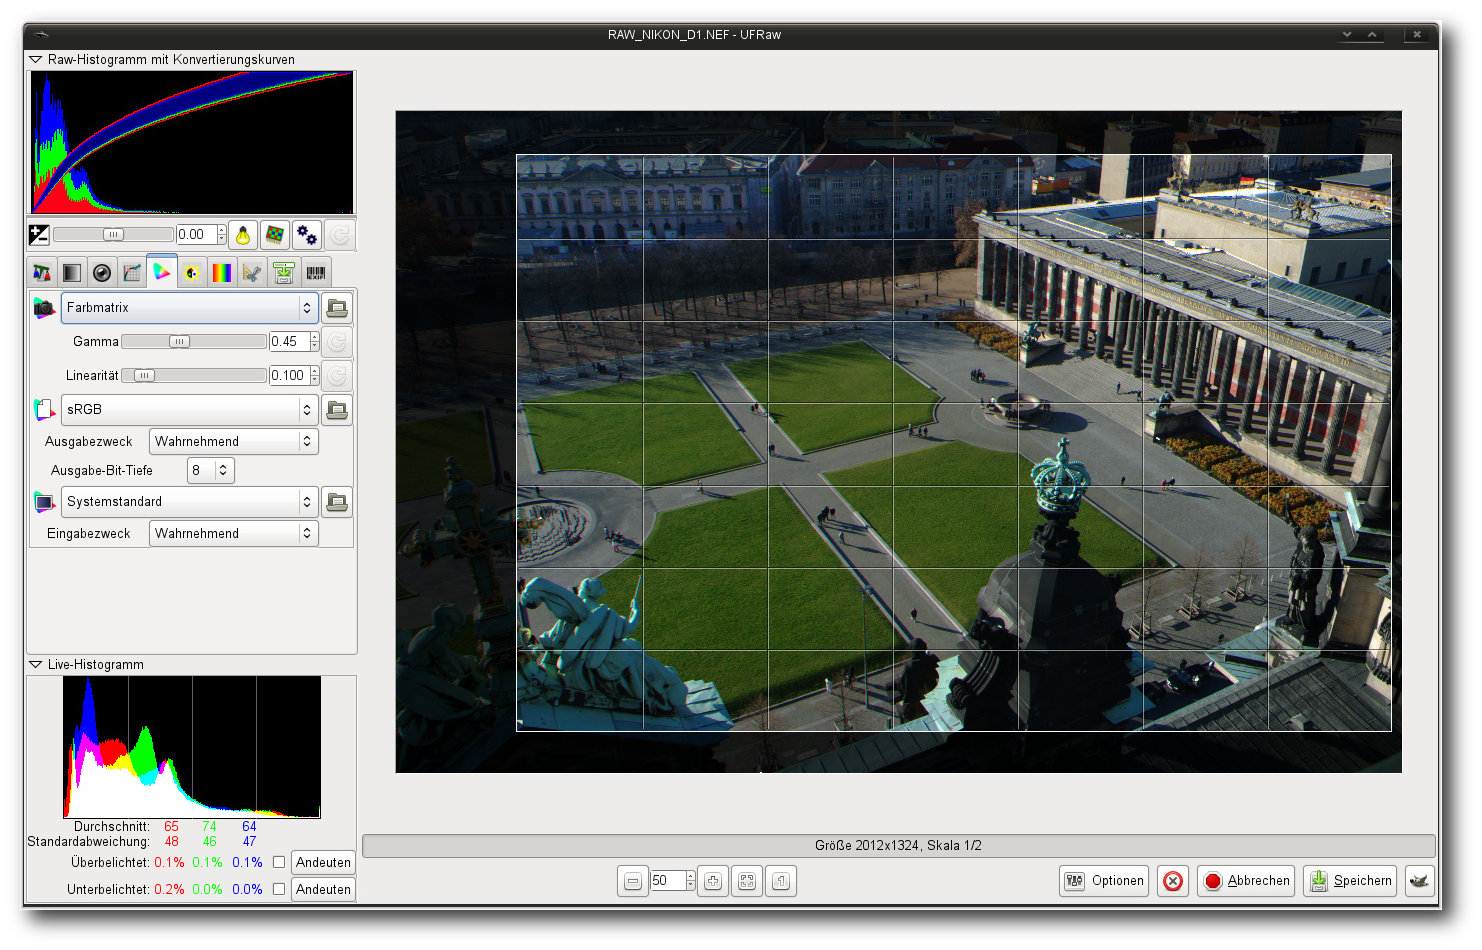 RAW_NIKON_D1.NEF - UFRaw
Raw-Histogramm mit Konvertierungskurven
0.00
EXIF
Farbmatrix
Gamma 0.45
Linearität 0.100
sRGB
Ausgabezweck Wahrnehmend
Ausgabe-Bit-Tiefe 8
Systemstandard
Eingabezweck Wahrnehmend
Live-Histogramm
Durchschnitt: 65 74 64
Standardabweichung: 48 46 47
Überbelichtet: 0.1% 0.1% 0.1% Andeuten
Unterbelichtet: 0.2% 0.0% 0.0% Andeuten
Größe 2012x1324, Skala 1/2
50 1 Optionen Abbrechen Speichern